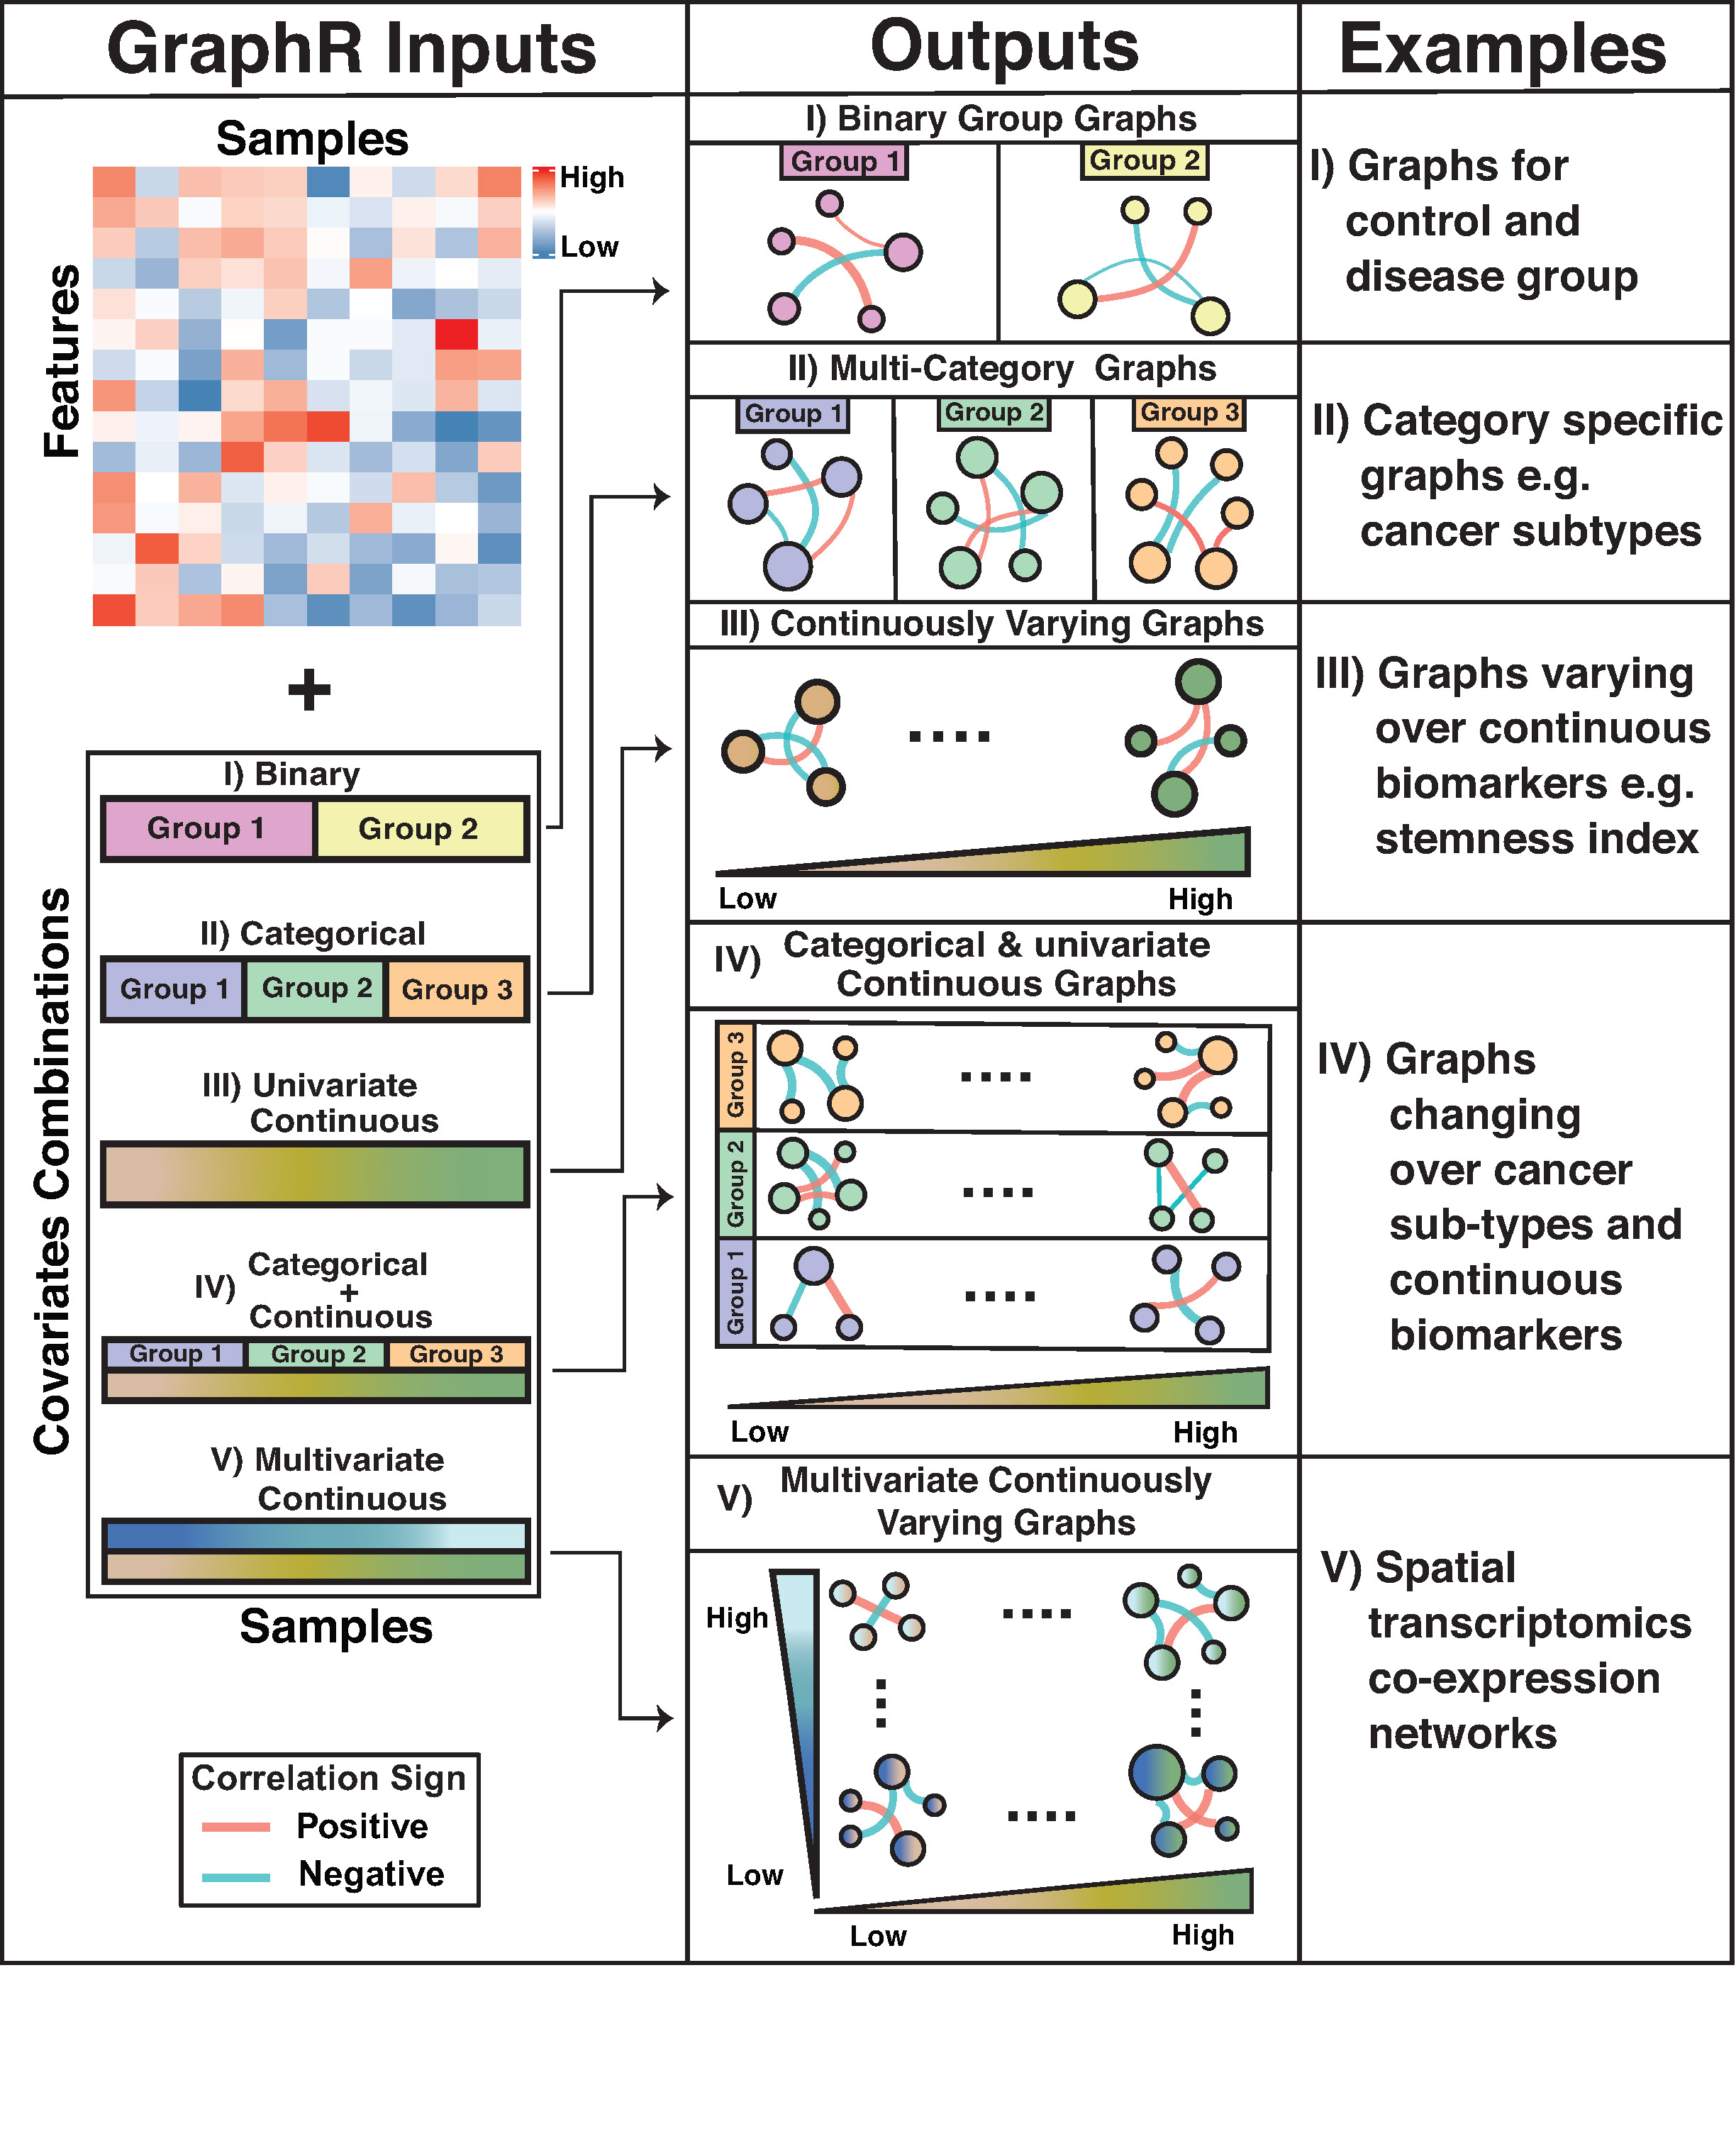 GraphR Inputs
Outputs
Examples
Samples
High
Low
Features
+
Covariates Combinations
I) Binary
Group 1
Group 2
II) Categorical
Group 1
Group 2
Group 3
III) Univariate
Continuous
IV) Categorical
+
Continuous
Group 1
Group 2
Group 3
V) Multivariate
Continuous
Samples
Correlation Sign
Positive
Negative
I) Binary Group Graphs
Group 1
Group 2
II) Multi-Category Graphs
Group 1
Group 2
Group 3
III) Continuously Varying Graphs
....
Low
High
IV) Categorical & univariate
Continuous Graphs
Group 3
....
Group 2
....
Group 1
....
Low
High
V) Multivariate Continuously
Varying Graphs
High
....
....
....
....
Low
Low
High
I) Graphs for
control and
disease group
II) Category specific
graphs e.g.
cancer subtypes
III) Graphs varying
over continuous
biomarkers e.g.
stemness index
IV) Graphs
changing
over cancer
sub-types and
continuous
biomarkers
V) Spatial
transcriptomics
co-expression
networks